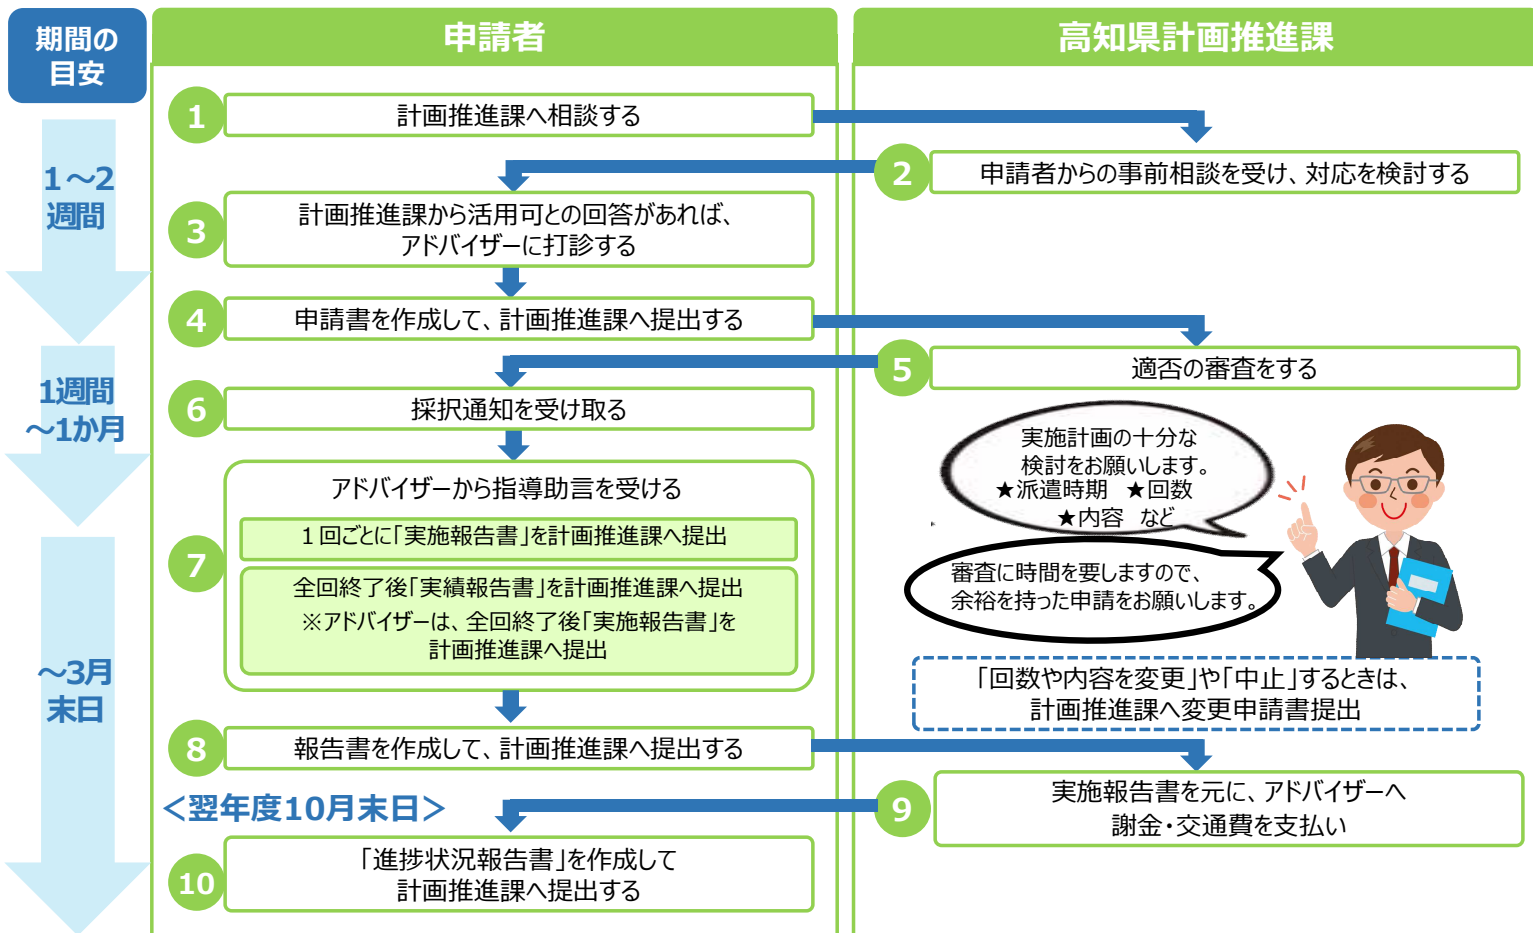 期間の
目安
申請者
高知県計画推進課
1～2
週間
1週間
～1か月
～3月
末日
1
計画推進課へ相談する
2
申請者からの事前相談を受け、対応を検討する
3
計画推進課から活用可との回答があれば、
アドバイザーに打診する
4
申請書を作成して、計画推進課へ提出する
5
適否の審査をする
6
採択通知を受け取る
実施計画の十分な
検討をお願いします。
★派遣時期 ★回数
★内容 など
審査に時間を要しますので、
余裕を持った申請をお願いします。
7
アドバイザーから指導助言を受ける
1回ごとに「実施報告書」を計画推進課へ提出
全回終了後「実績報告書」を計画推進課へ提出
※アドバイザーは、全回終了後「実施報告書」を
計画推進課へ提出
「回数や内容を変更」や「中止」するときは、
計画推進課へ変更申請書提出
8
報告書を作成して、計画推進課へ提出する
9
実施報告書を元に、アドバイザーへ
謝金・交通費を支払い
＜翌年度10月末日＞
10
「進捗状況報告書」を作成して
計画推進課へ提出する